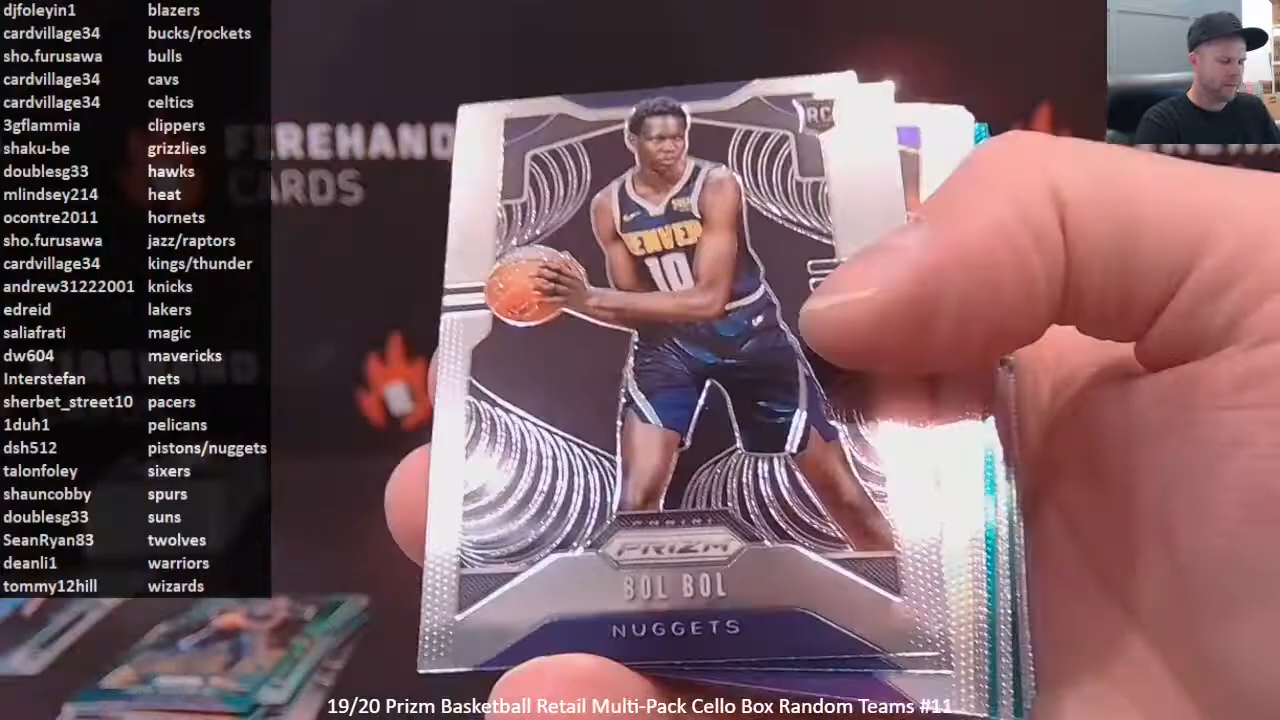 djfoleyin1 blazers
cardvillage34 bucks/rockets
sho.furusawa bulls
cardvillage34 cavs
cardvillage34 celtics
3gflammia clippers
shaku-be grizzlies
doublesg33 hawks
mlindsey214 heat
ocontre2011 hornets
sho.furusawa jazz/raptors
cardvillage34 kings/thunder
andrew31222001 knicks
edreid lakers
saliafrati magic
dw604 mavericks
Interstefan nets
sherbet_street10 pacers
1duh1 pelicans
dsh512 pistons/nuggets
talonfoley sixers
shauncobby spurs
doublesg33 suns
SeanRyan83 twolves
deanli1 warriors
tommy12hill wizards
FIREHAND
CARDS
RC
DENVER
10
PANINI
PRIZM
BOL BOL
NUGGETS
19/20 Prizm Basketball Retail Multi-Pack Cello Box Random Teams #11